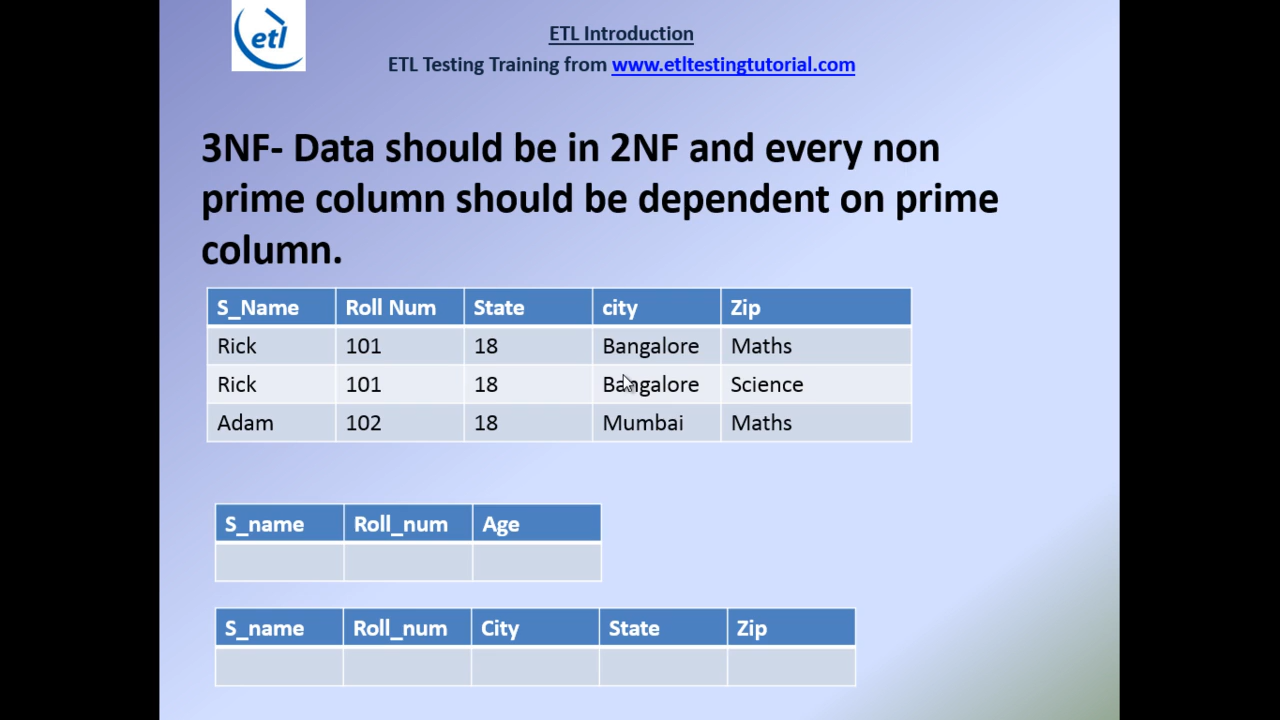 etl
ETL Introduction
ETL Testing Training from www.etltestingtutorial.com
3NF- Data should be in 2NF and every non
prime column should be dependent on prime
column.
S_Name Roll Num State city Zip
Rick 101 18 Bangalore Maths
Rick 101 18 Bangalore Science
Adam 102 18 Mumbai Maths
S_name Roll_num Age
S_name Roll_num City State Zip